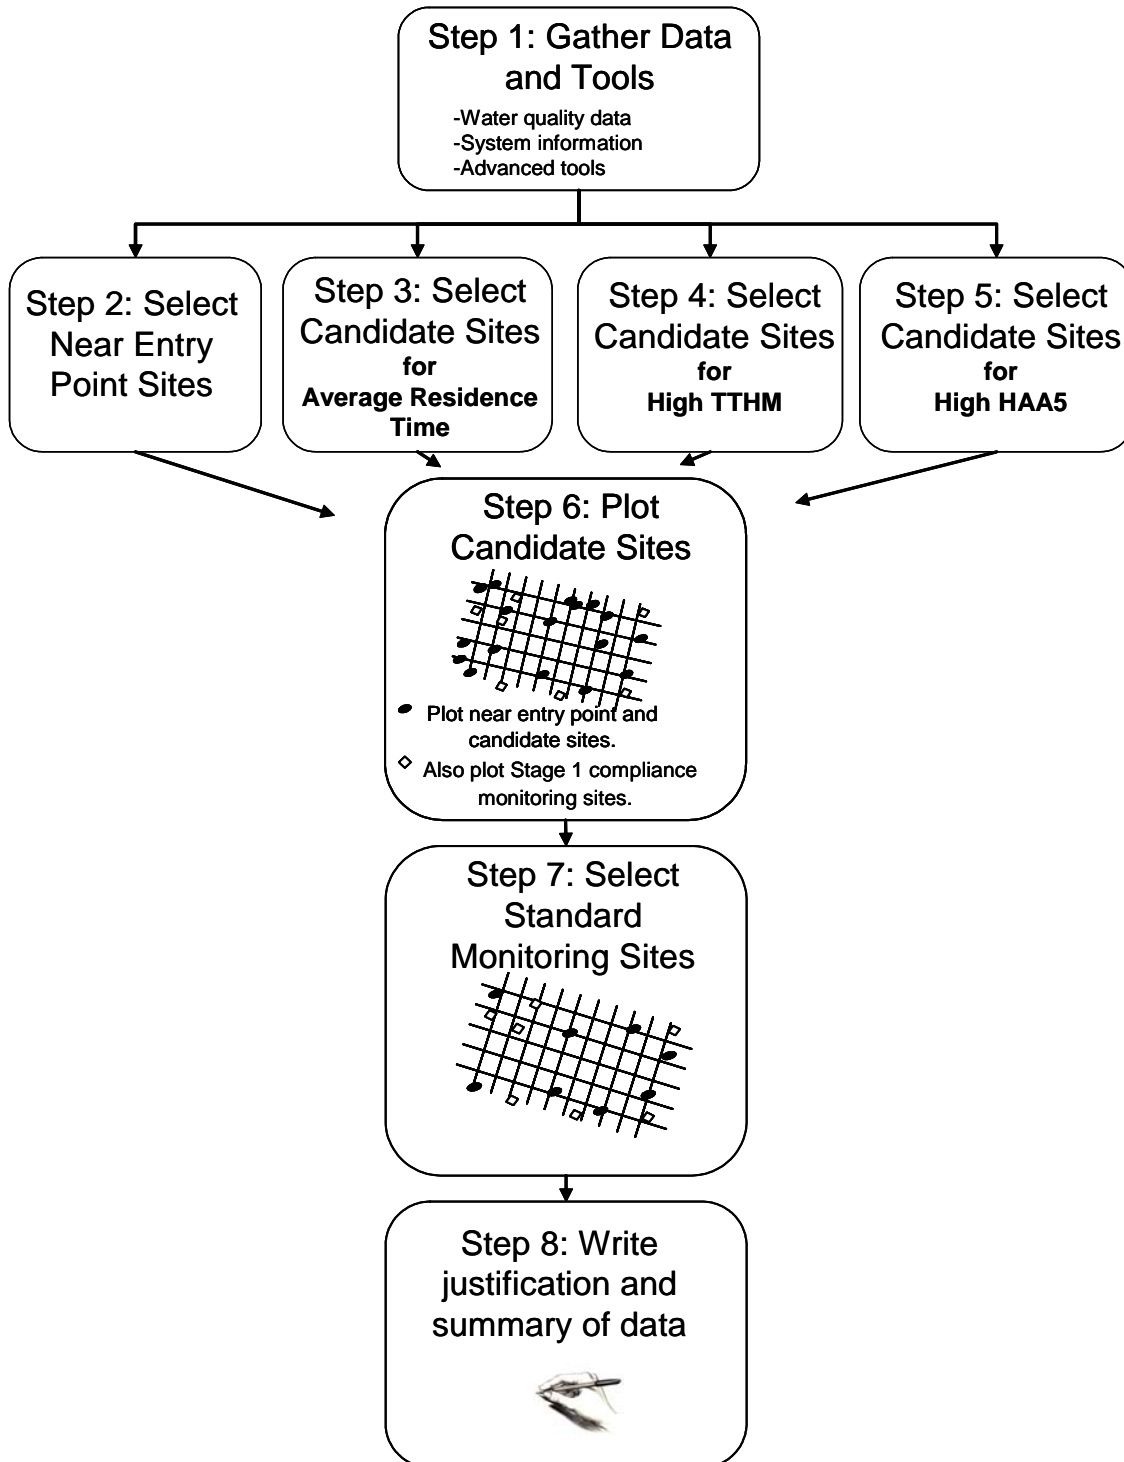 Step 1: Gather Data
and Tools
-Water quality data
-System information
-Advanced tools
Step 2: Select
Near Entry
Point Sites
Step 3: Select
Candidate Sites
for
Average Residence
Time
Step 4: Select
Candidate Sites
for
High TTHM
Step 5: Select
Candidate Sites
for
High HAA5
Step 6: Plot
Candidate Sites
Plot near entry point and
candidate sites.
Also plot Stage 1 compliance
monitoring sites.
Step 7: Select
Standard
Monitoring Sites
Step 8: Write
justification and
summary of data